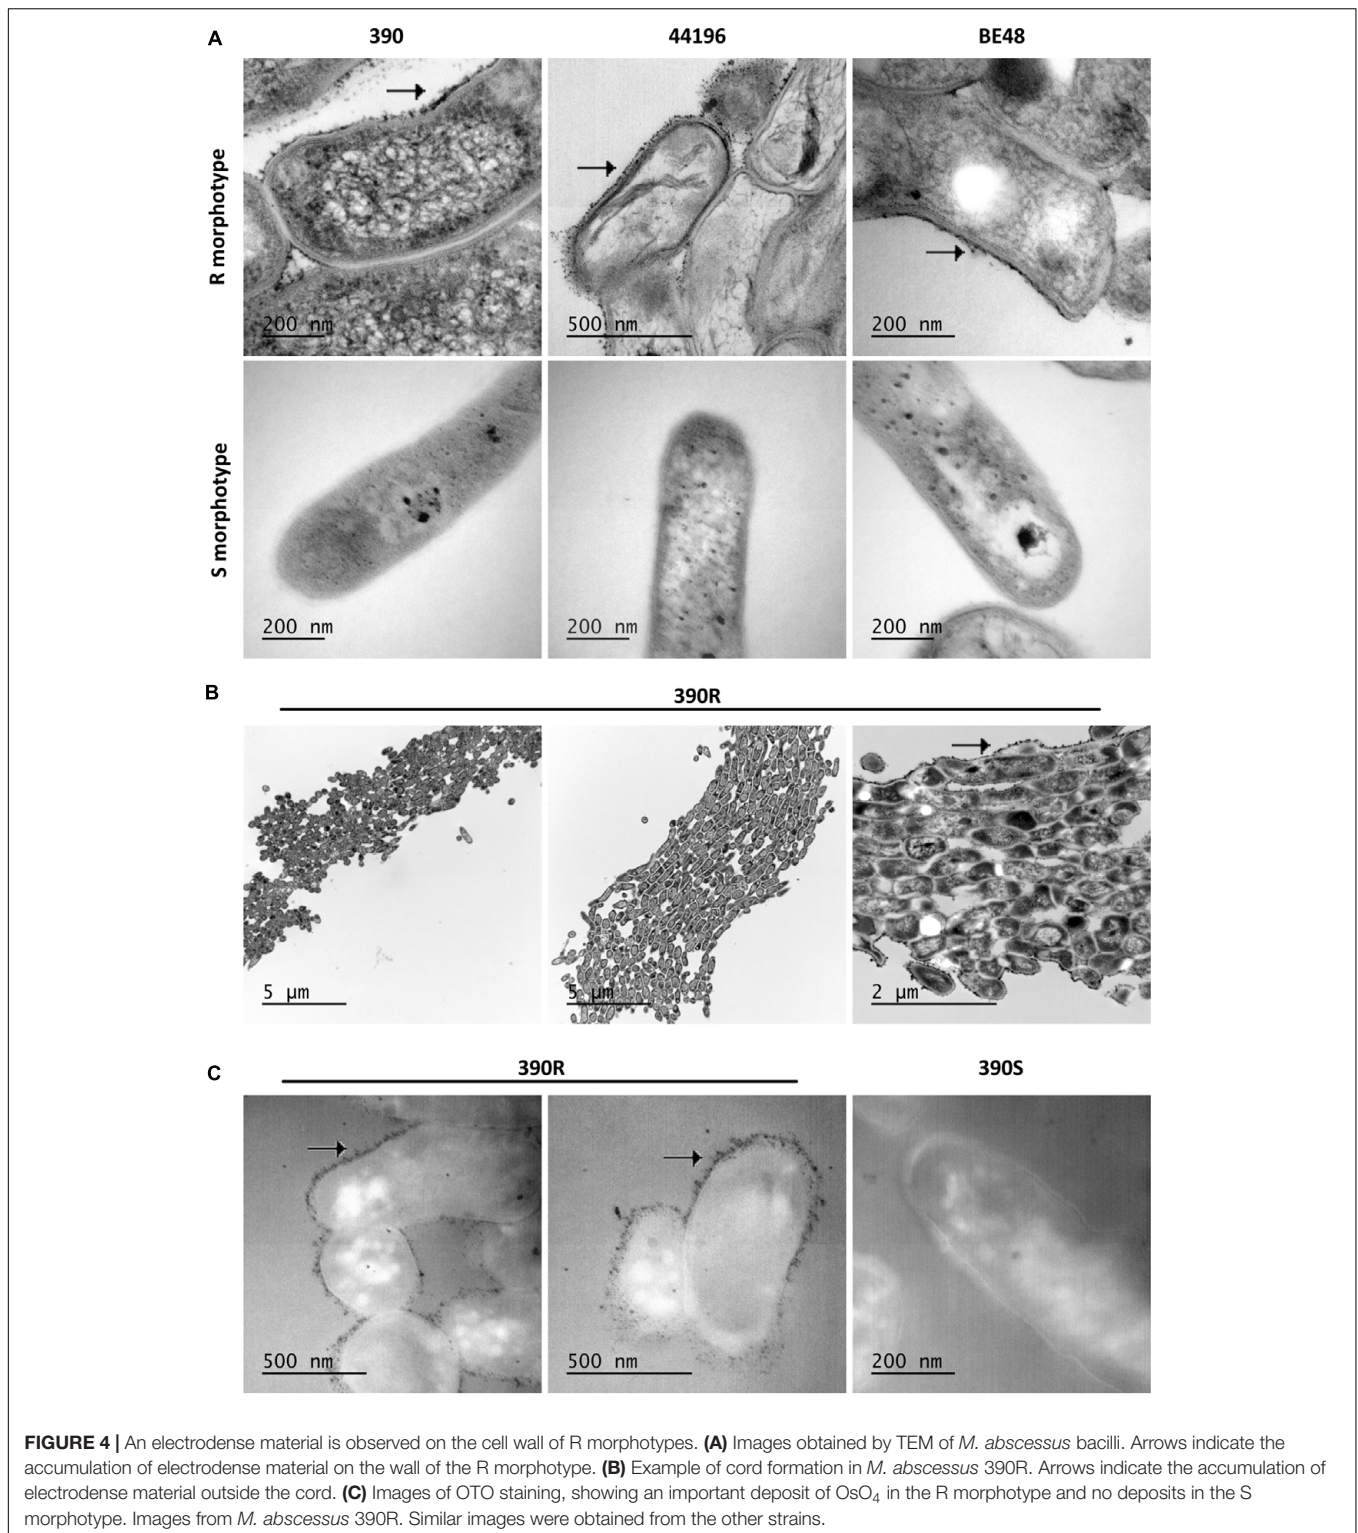 A
390 44196 BE48
R morphotype
200 nm 500 nm 200 nm
S morphotype
200 nm 200 nm 200 nm
B
390R
5 µm 5 µm 2 µm
C
390R 390S
500 nm 500 nm 200 nm
FIGURE 4 | An electrodense material is observed on the cell wall of R morphotypes. (A) Images obtained by TEM of M. abscessus bacilli. Arrows indicate the
accumulation of electrodense material on the wall of the R morphotype. (B) Example of cord formation in M. abscessus 390R. Arrows indicate the accumulation of
electrodense material outside the cord. (C) Images of OTO staining, showing an important deposit of OsO4 in the R morphotype and no deposits in the S
morphotype. Images from M. abscessus 390R. Similar images were obtained from the other strains.